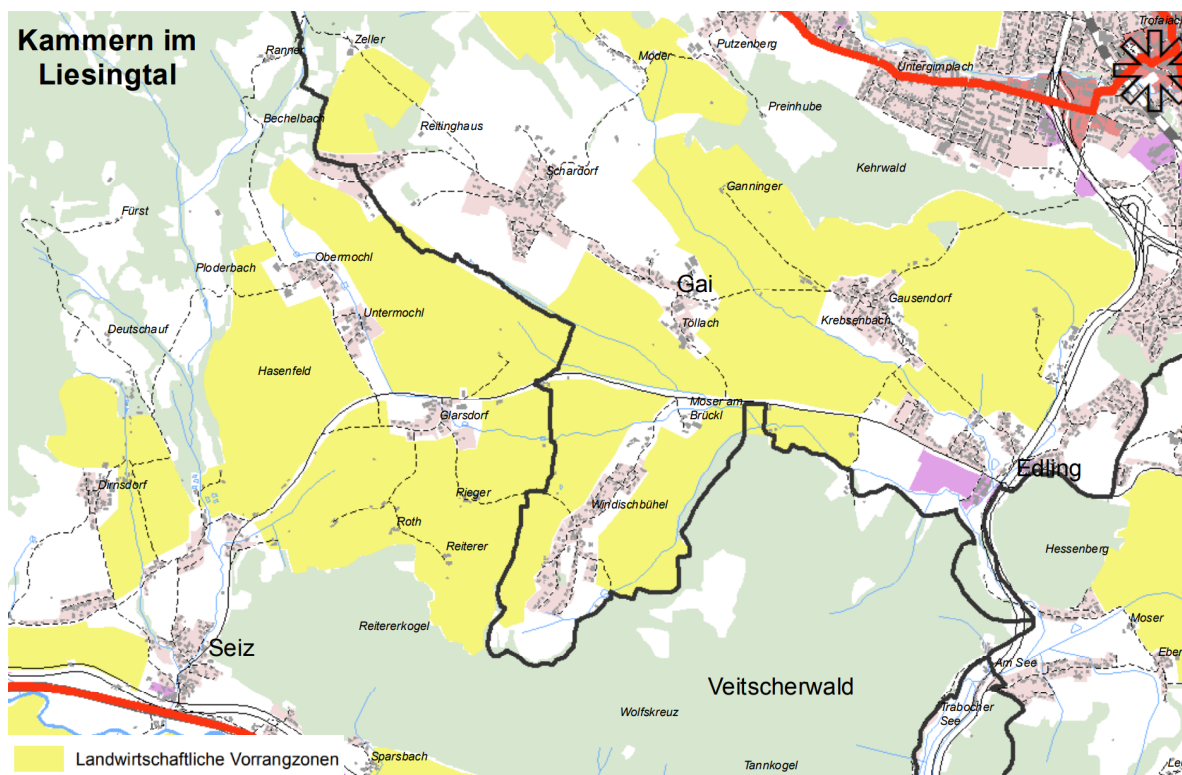 Kammern im
Liesingtal
Ranner
Zeller
Moder
Putzenberg
Untergimplach
Bechelbach
Reitinghaus
Preinhube
Schardorf
Kehrwald
Ganninger
Fürst
Obermochl
Ploderbach
Gai
Gausendorf
Untermochl
Töllach
Krebsenbach
Deutschauf
Hasenfeld
Glarsdorf
Moser am
Brückl
Edling
Dirnsdorf
Rieger
Windischbühel
Roth
Reiterer
Hessenberg
Reitererkogel
Moser
Seiz
Am See
Veitscherwald
Wolfskreuz
Trabocher
See
Sparsbach
Tannkogel
Landwirtschaftliche Vorrangzonen